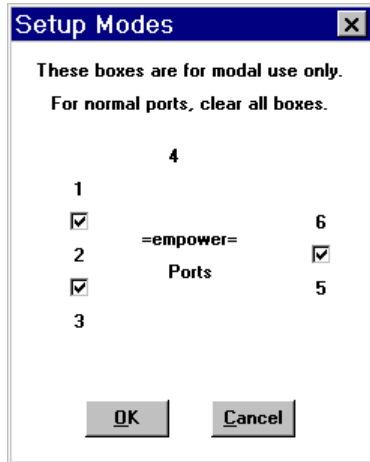 Setup Modes
These boxes are for modal use only.
For normal ports, clear all boxes.
4
1
6
=empower=
2
Ports
5
3
OK
Cancel